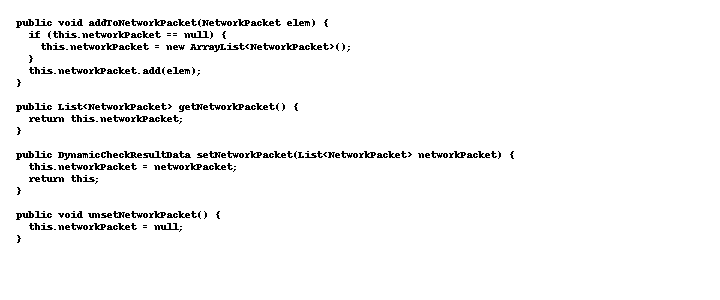 public void addToNetworkPacket(NetworkPacket elem) {
  if (this.networkPacket == null) {
    this.networkPacket = new ArrayList<NetworkPacket>();
  }
  this.networkPacket.add(elem);
}

public List<NetworkPacket> getNetworkPacket() {
  return this.networkPacket;
}

public DynamicCheckResultData setNetworkPacket(List<NetworkPacket> networkPacket) {
  this.networkPacket = networkPacket;
  return this;
}

public void unsetNetworkPacket() {
  this.networkPacket = null;
}